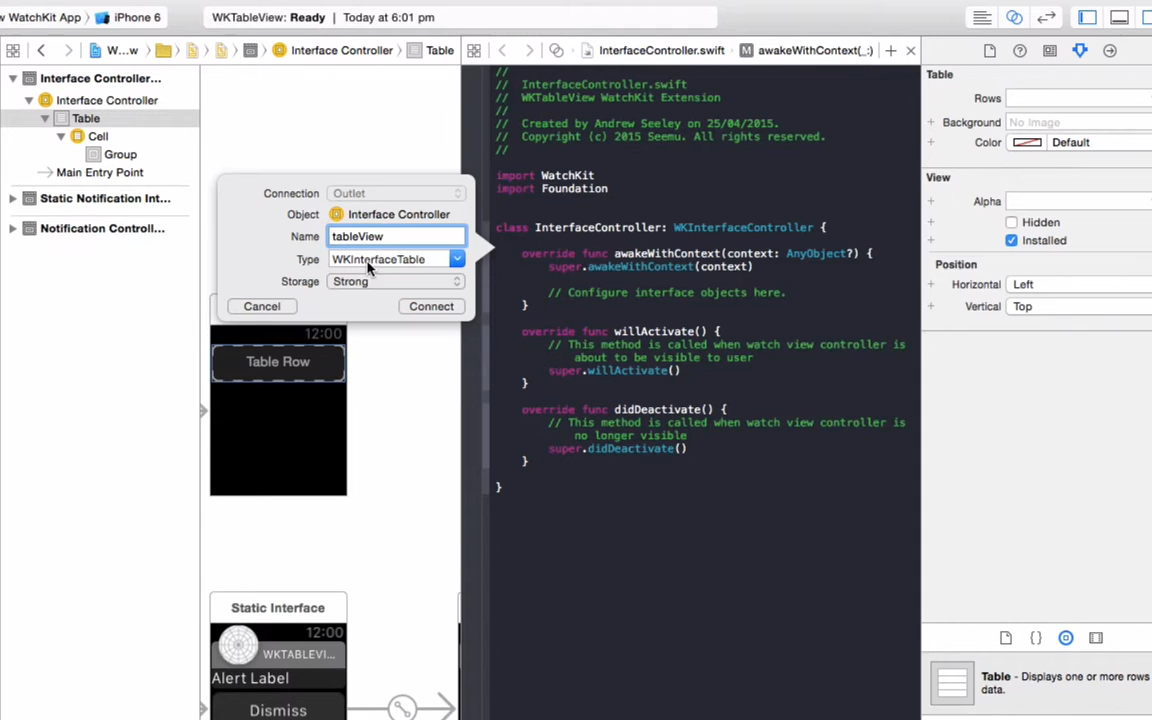 w WatchKit App
iPhone 6
WKTableView: Ready | Today at 6:01 pm
W...w
Interface Controller
Table
InterfaceController.swift
awakeWithContext(_:)
Interface Controller...
Interface Controller
Table
Cell
Group
Main Entry Point
Static Notification Int...
Notification Controll...
Connection Outlet
Object Interface Controller
Name tableView
Type WKInterfaceTable
Storage Strong
Cancel Connect
12:00
Table Row
Static Interface
12:00
WKTABLEVI...
Alert Label
Dismiss
//
// InterfaceController.swift
// WKTableView WatchKit Extension
//
// Created by Andrew Seeley on 25/04/2015.
// Copyright (c) 2015 Seemu. All rights reserved.
//
import WatchKit
import Foundation
class InterfaceController: WKInterfaceController {
override func awakeWithContext(context: AnyObject?) {
super.awakeWithContext(context)
// Configure interface objects here.
}
override func willActivate() {
// This method is called when watch view controller is
about to be visible to user
super.willActivate()
}
override func didDeactivate() {
// This method is called when watch view controller is
no longer visible
super.didDeactivate()
}
}
Table
Rows
Background No Image
Color Default
View
Alpha
Hidden
Installed
Position
Horizontal Left
Vertical Top
Table - Displays one or more rows
data.